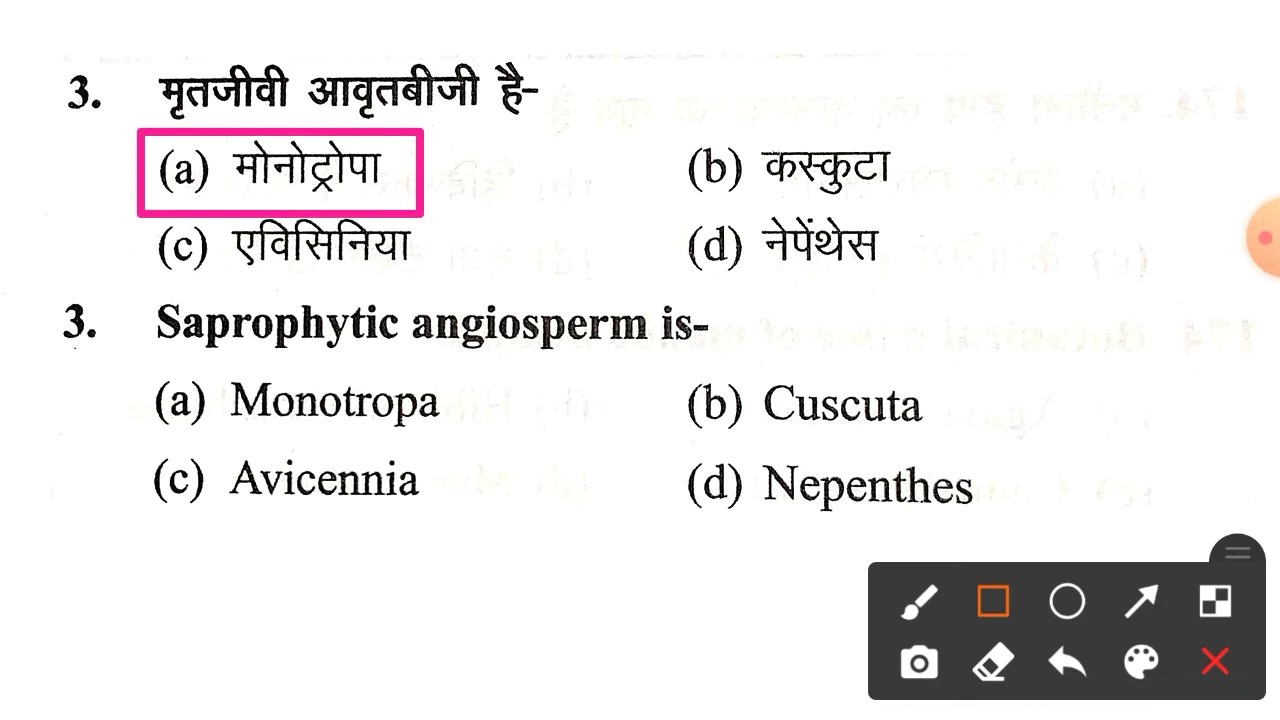 3. मृतजीवी आवृतबीजी है-
(a) मोनोट्रोपा (b) कस्कुटा
(c) एविसिनिया (d) नेपेंथेस
3. Saprophytic angiosperm is-
(a) Monotropa (b) Cuscuta
(c) Avicennia (d) Nepenthes